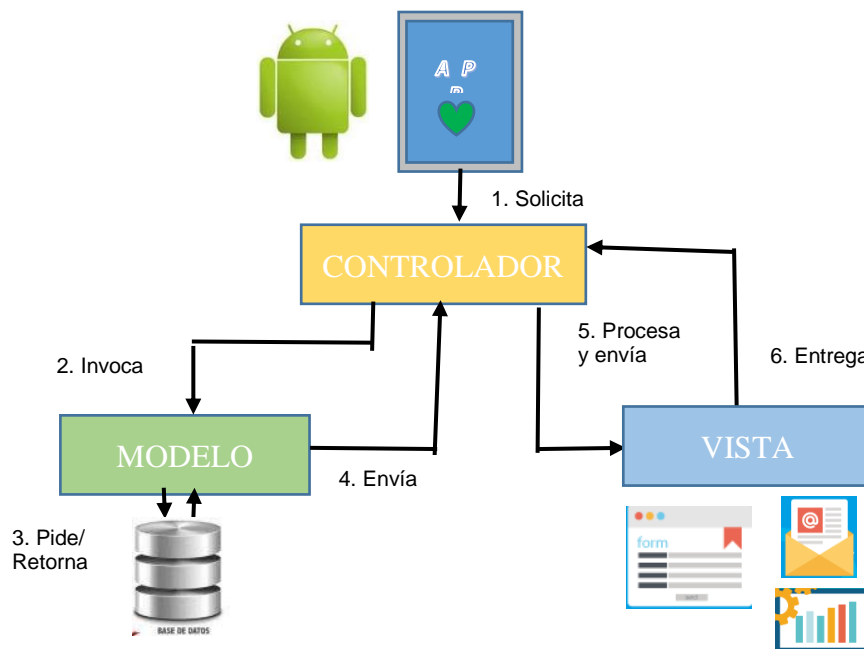 A P
1. Solicita
CONTROLADOR
5. Procesa
y envía
6. Entrega
2. Invoca
MODELO
VISTA
4. Envía
3. Pide/
Retorna
form
@
BASE DE DATOS